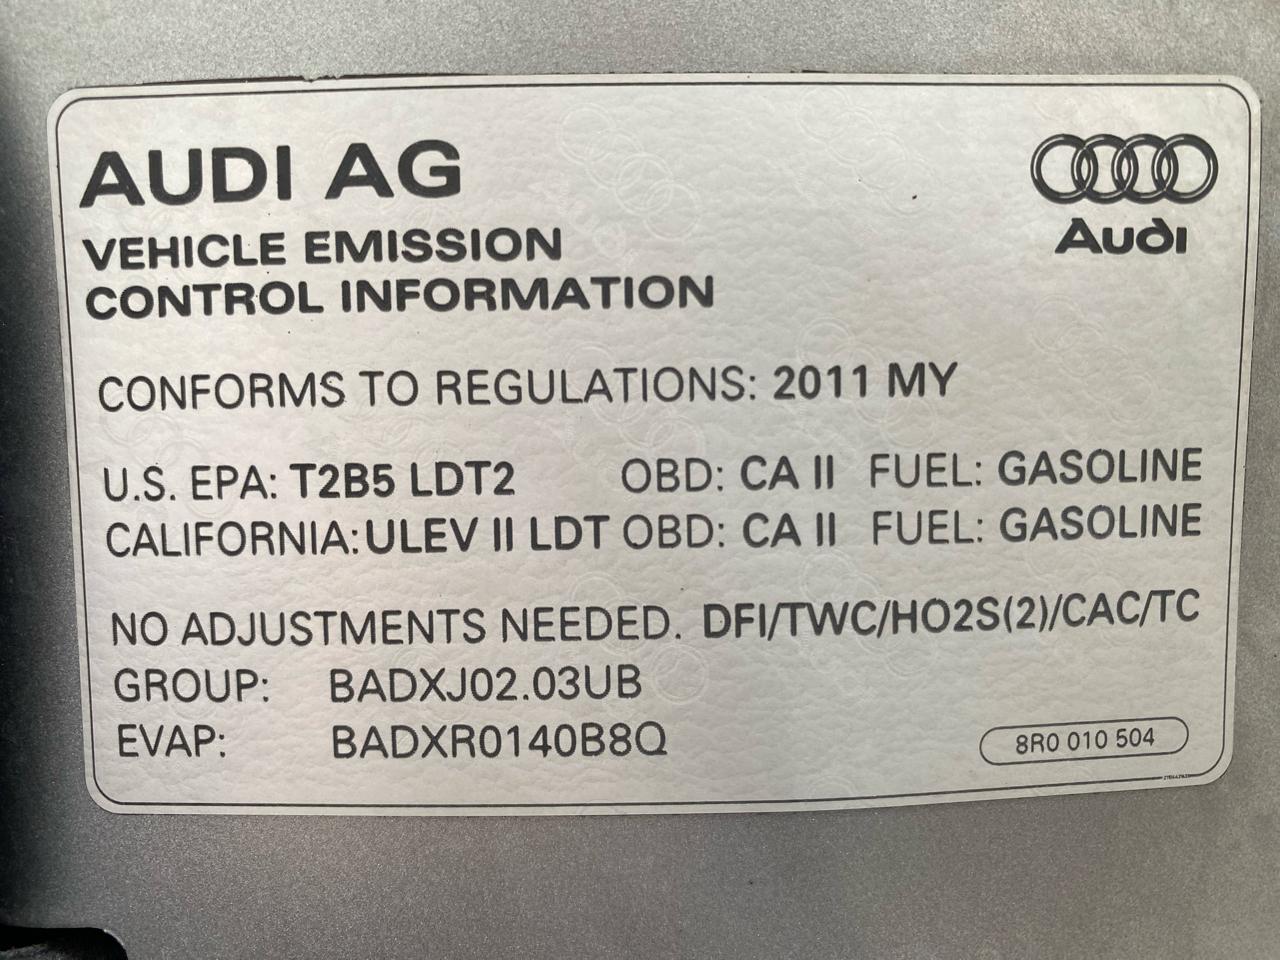 AUDI AG
Audi
VEHICLE EMISSION
CONTROL INFORMATION
CONFORMS TO REGULATIONS: 2011 MY
U.S. EPA: T2B5 LDT2 OBD: CA II FUEL: GASOLINE
CALIFORNIA: ULEV II LDT OBD: CA II FUEL: GASOLINE
NO ADJUSTMENTS NEEDED. DFI/TWC/HO2S(2)/CAC/TC
GROUP: BADXJ02.03UB
EVAP: BADXR0140B8Q
8R0 010 504